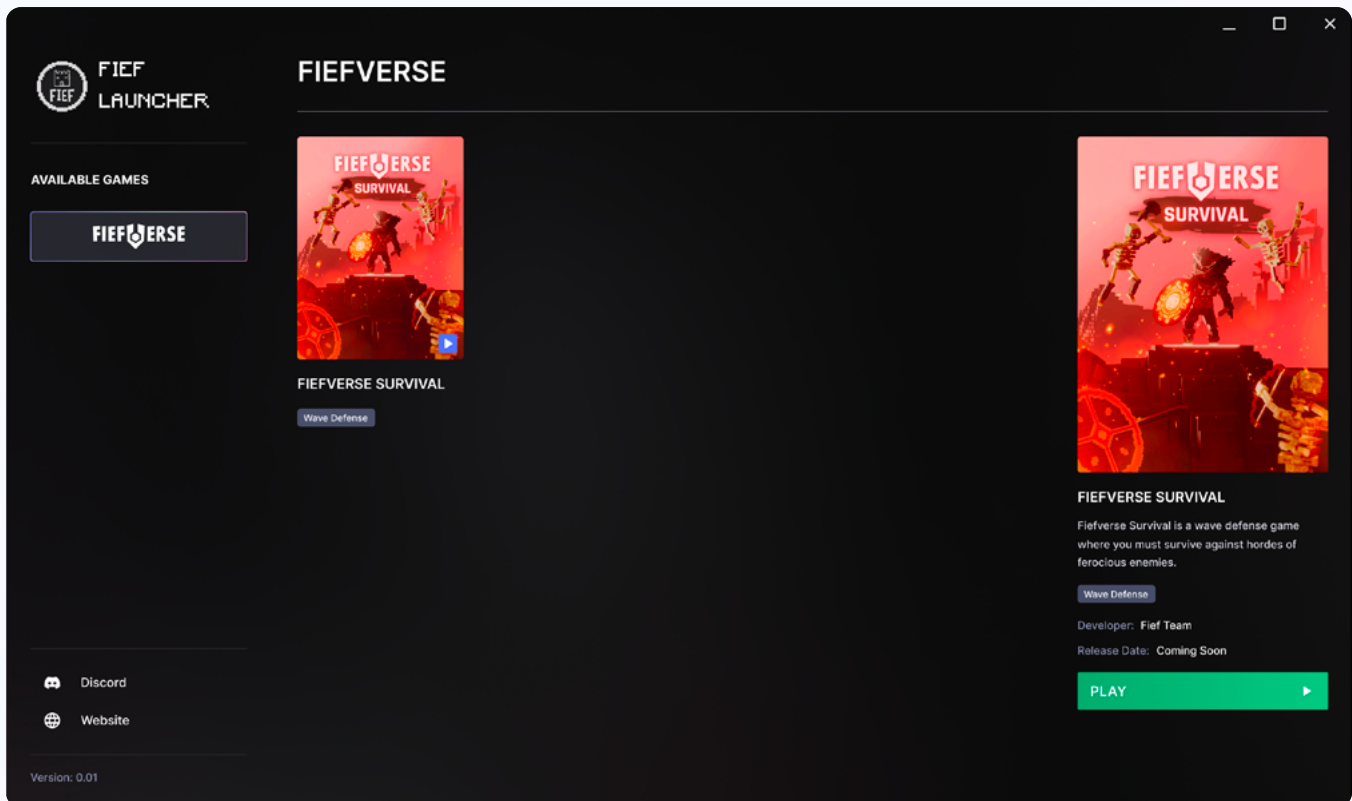 FIEF
LAUNCHER
FIEF
AVAILABLE GAMES
FIEFVERSE
Discord
Website
Version: 0.01
FIEFVERSE
FIEFVERSE
SURVIVAL
FIEFVERSE SURVIVAL
Wave Defense
FIEFVERSE
SURVIVAL
FIEFVERSE SURVIVAL
Fiefverse Survival is a wave defense game
where you must survive against hordes of
ferocious enemies.
Wave Defense
Developer: Fief Team
Release Date: Coming Soon
PLAY